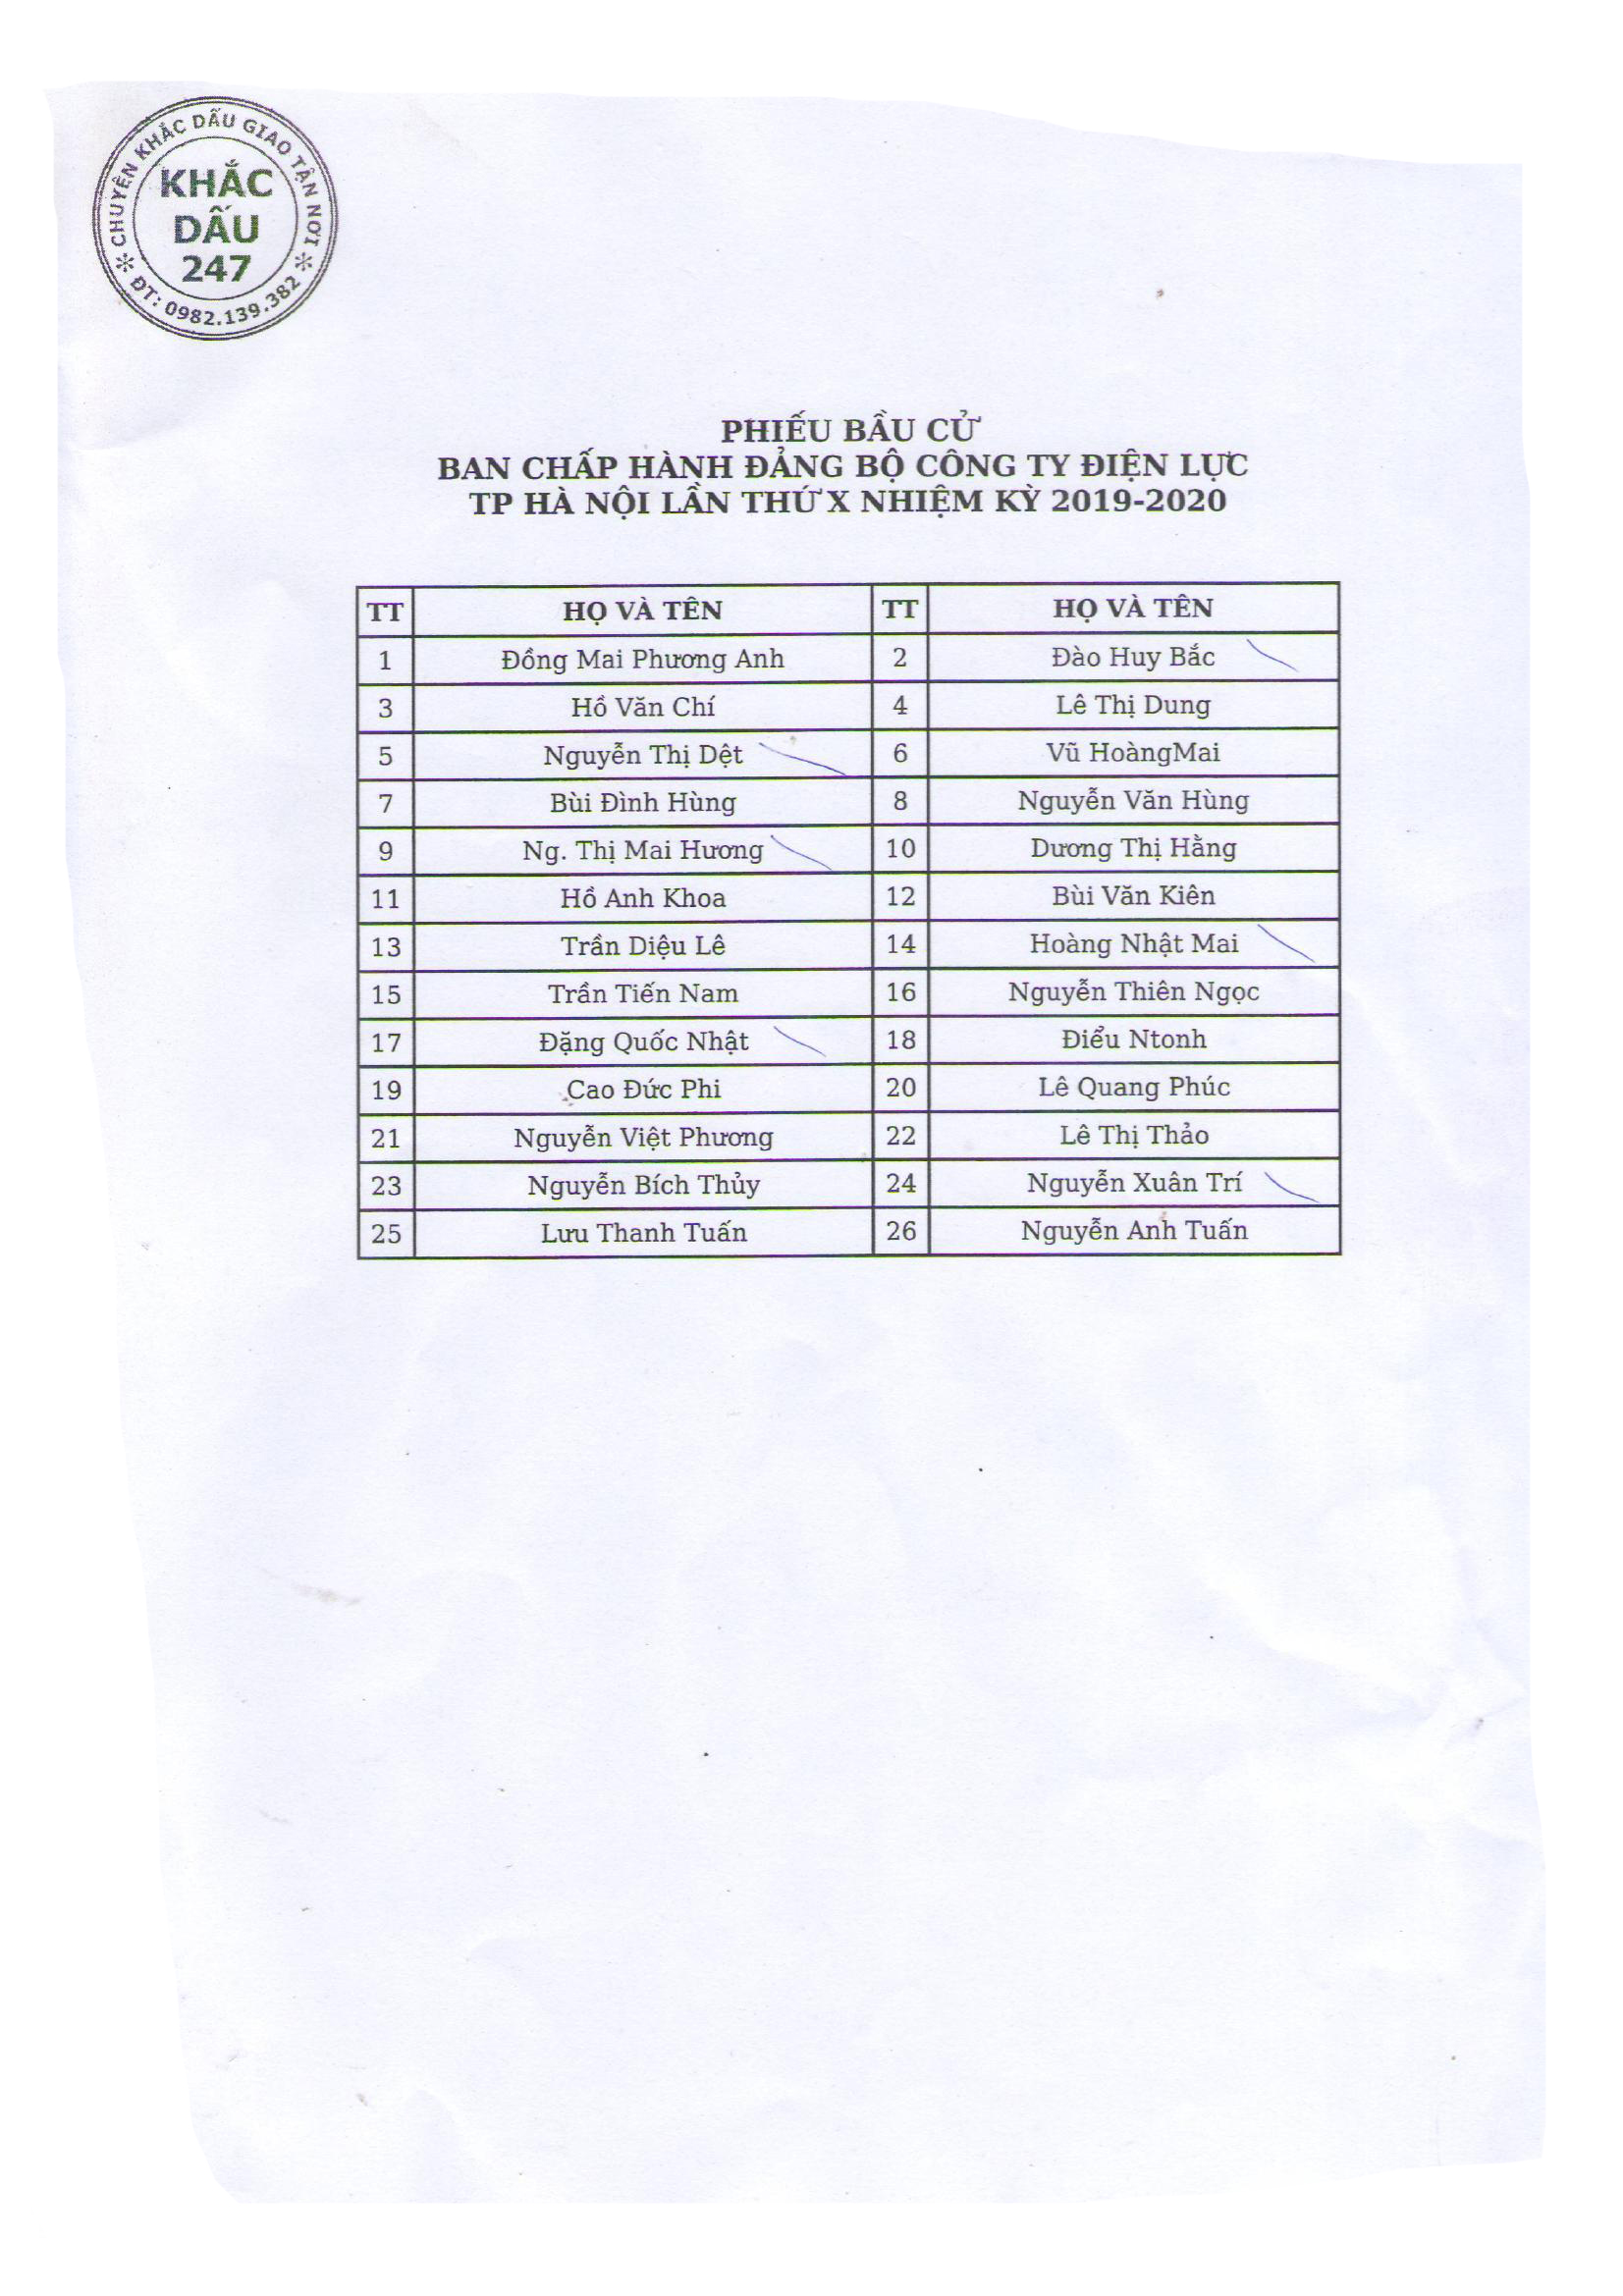 CHUYÊN KHẮC DẤU GIAO TẬN NƠI
KHẮC
DẤU
247
ĐT: 0982.139.382
PHIẾU BẦU CỬ
BAN CHẤP HÀNH ĐẢNG BỘ CÔNG TY ĐIỆN LỰC
TP HÀ NỘI LẦN THỨ X NHIỆM KỲ 2019-2020
TT HỌ VÀ TÊN TT HỌ VÀ TÊN
1 Đồng Mai Phương Anh 2 Đào Huy Bắc
3 Hồ Văn Chí 4 Lê Thị Dung
5 Nguyễn Thị Dệt 6 Vũ HoàngMai
7 Bùi Đình Hùng 8 Nguyễn Văn Hùng
9 Ng. Thị Mai Hương 10 Dương Thị Hằng
11 Hồ Anh Khoa 12 Bùi Văn Kiên
13 Trần Diệu Lê 14 Hoàng Nhật Mai
15 Trần Tiến Nam 16 Nguyễn Thiên Ngọc
17 Đặng Quốc Nhật 18 Điểu Ntonh
19 Cao Đức Phi 20 Lê Quang Phúc
21 Nguyễn Việt Phương 22 Lê Thị Thảo
23 Nguyễn Bích Thủy 24 Nguyễn Xuân Trí
25 Lưu Thanh Tuấn 26 Nguyễn Anh Tuấn